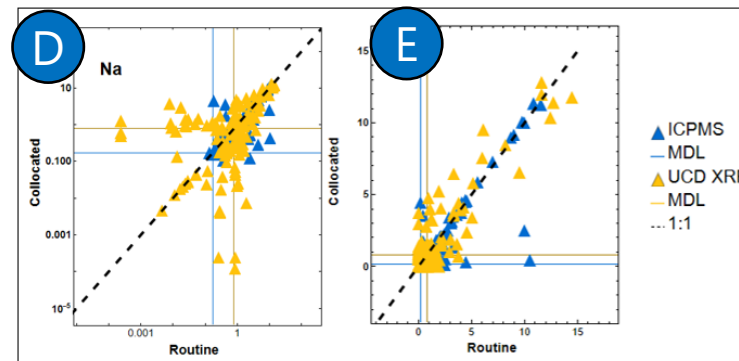 D
E
Na
10
0.100
0.001
10⁻⁵
0.001
1
Collocated
Routine
15
10
5
0
0
5
10
15
Collocated
Routine
ICPMS
MDL
UCD XRF
MDL
1:1